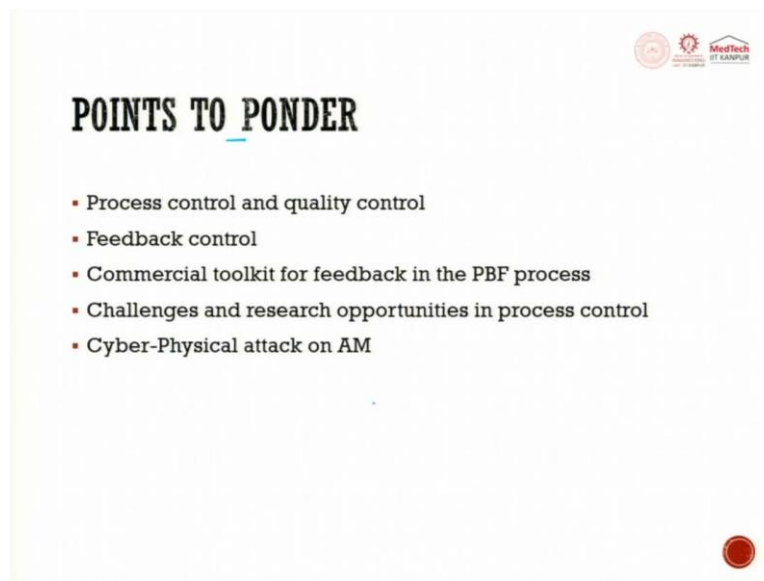 MedTech
IIT KANPUR
POINTS TO PONDER
Process control and quality control
Feedback control
Commercial toolkit for feedback in the PBF process
Challenges and research opportunities in process control
Cyber-Physical attack on AM